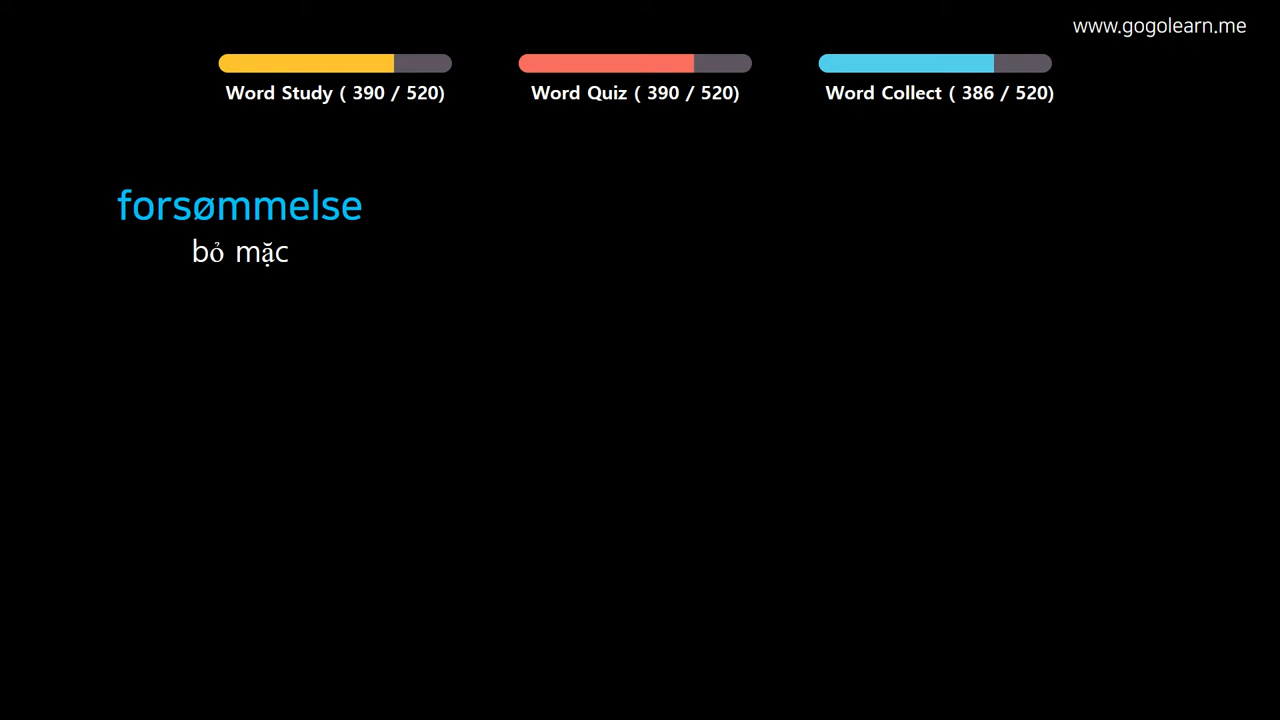 www.gogolearn.me
Word Study ( 390 / 520)
Word Quiz ( 390 / 520)
Word Collect ( 386 / 520)
forsømmelse
bỏ mặc